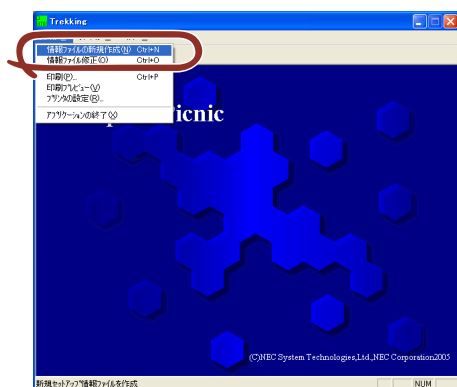 Trekking
情報ファイルの新規作成(N) Ctrl+N
情報ファイル修正(O) Ctrl+O
印刷(P)... Ctrl+P
印刷プレビュー(V)
プリンタの設定(R)...
アプリケーションの終了(X)
icnic
(C)NEC System Technologies,Ltd.,NEC Corporation2005
新規セットアップ情報ファイルを作成
NUM